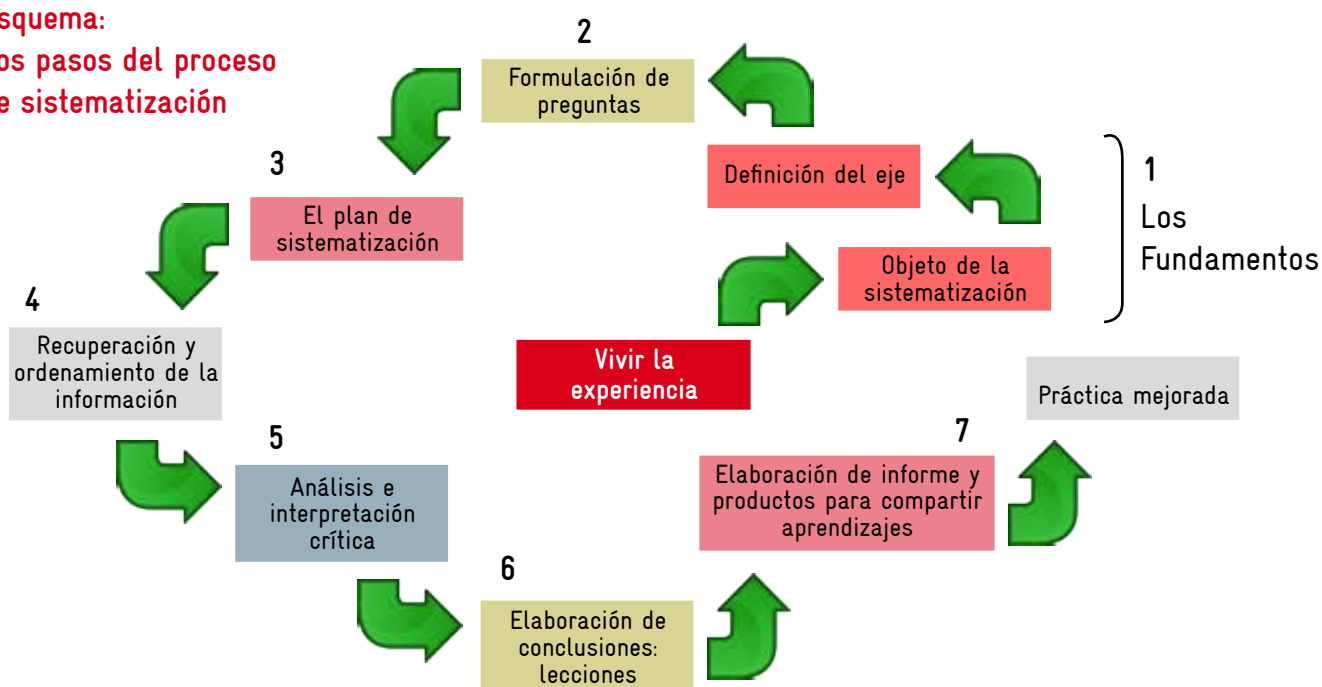 squema:
os pasos del proceso
e sistematización
2
Formulación de
preguntas
Definición del eje
1
Los
Fundamentos
3
El plan de
sistematización
Objeto de la
sistematización
4
Recuperación y
ordenamiento de la
información
Vivir la
experiencia
Práctica mejorada
5
Análisis e
interpretación
crítica
7
Elaboración de informe y
productos para compartir
aprendizajes
6
Elaboración de
conclusiones:
lecciones